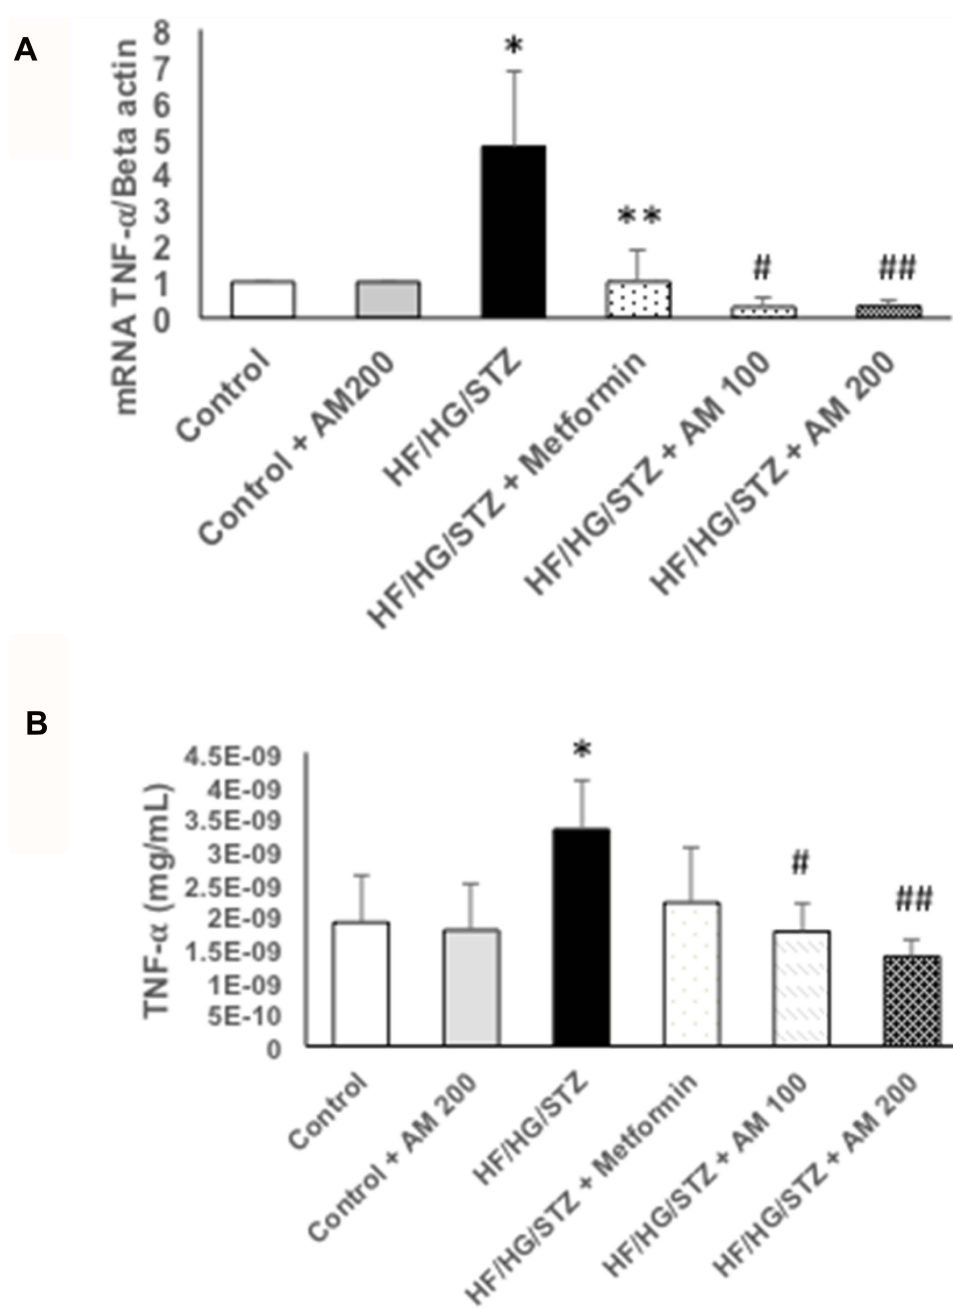 A
mRNA TNF-α/Beta actin
8
7
6
5
4
3
2
1
0
*
**
#
##
Control
Control + AM200
HF/HG/STZ
HF/HG/STZ + Metformin
HF/HG/STZ + AM 100
HF/HG/STZ + AM 200
B
TNF-α (mg/mL)
4.5E-09
4E-09
3.5E-09
3E-09
2.5E-09
2E-09
1.5E-09
1E-09
5E-10
0
*
#
##
Control
Control + AM 200
HF/HG/STZ
HF/HG/STZ + Metformin
HF/HG/STZ + AM 100
HF/HG/STZ + AM 200